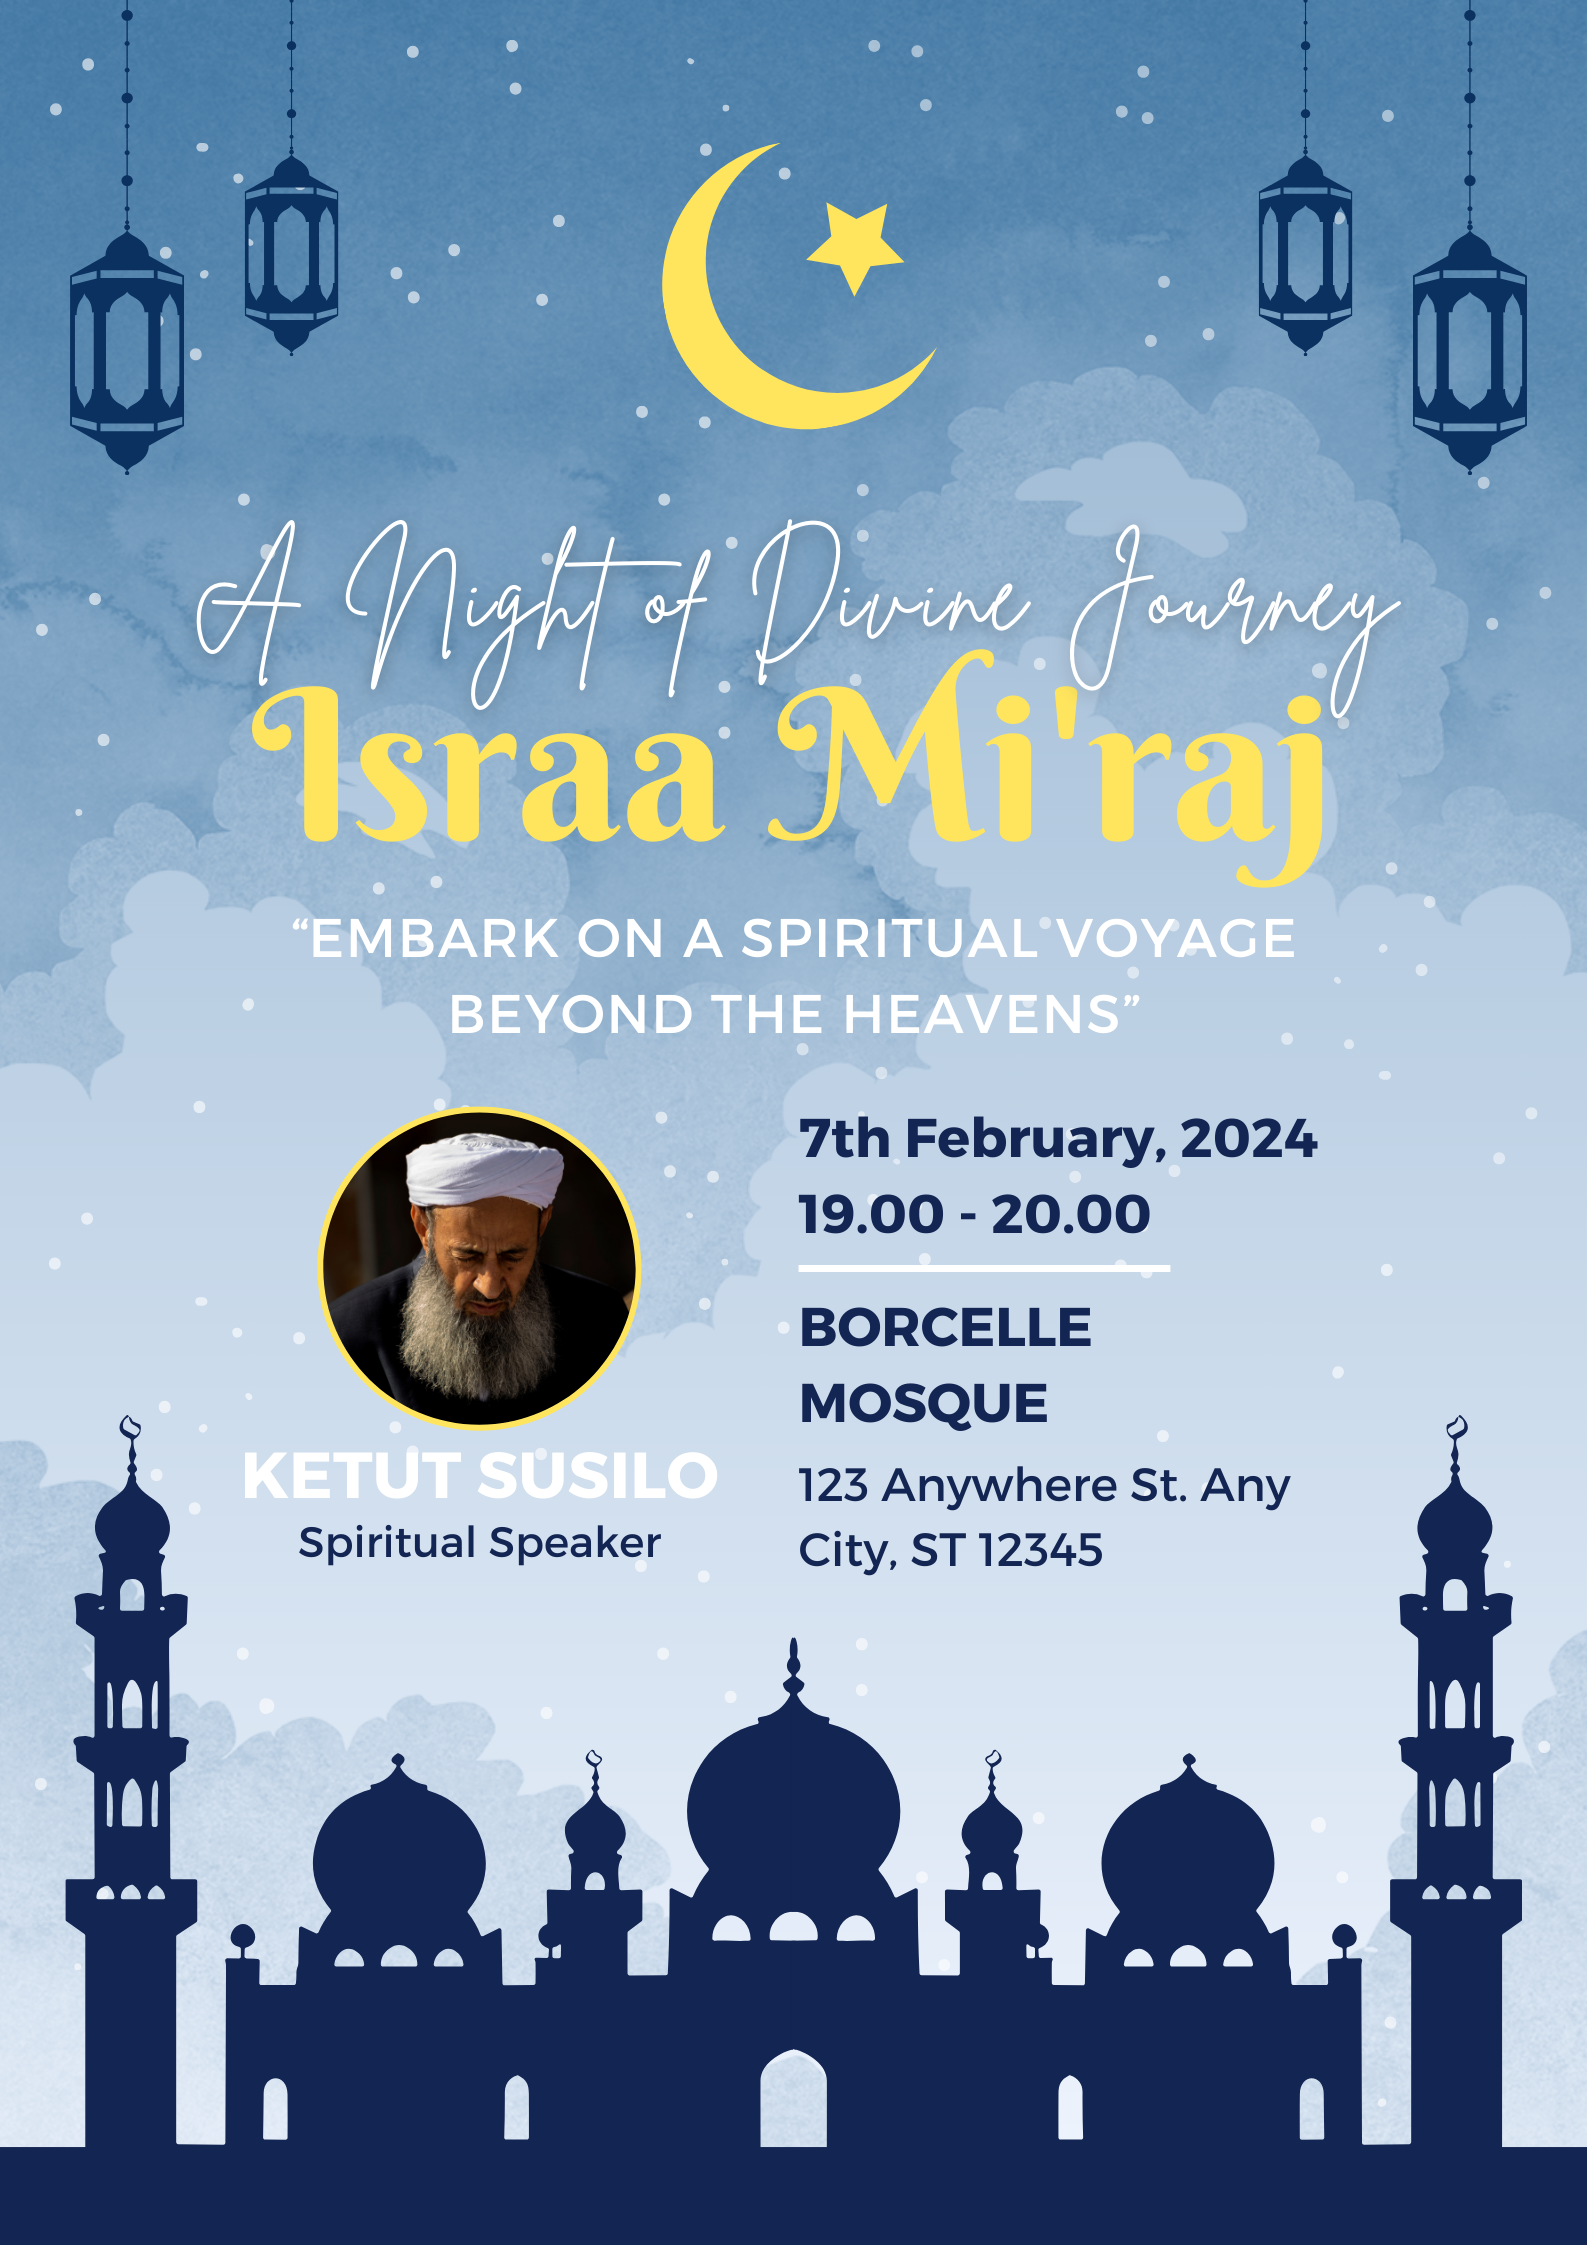 A Night of Divine Journey
Israa Mi'raj
“EMBARK ON A SPIRITUAL VOYAGE
BEYOND THE HEAVENS”
KETUT SUSILO
Spiritual Speaker
7th February, 2024
19.00 - 20.00
BORCELLE
MOSQUE
123 Anywhere St. Any
City, ST 12345